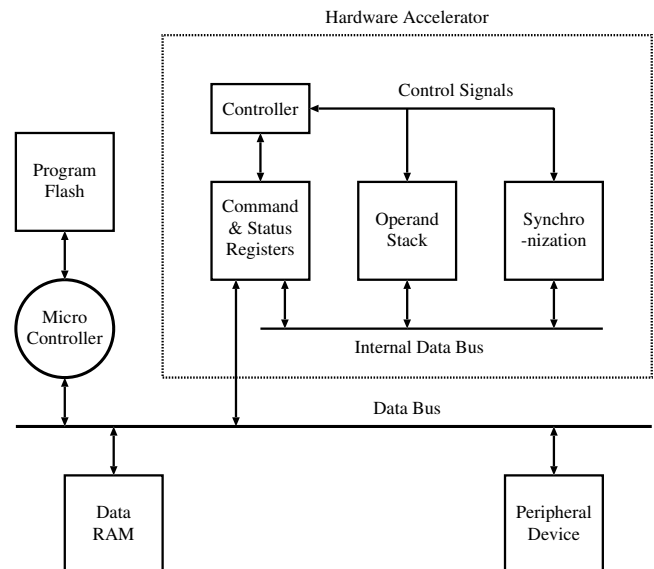 Hardware Accelerator
Control Signals
Controller
Program
Flash
Command
& Status
Registers
Operand
Stack
Synchro
-nization
Micro
Controller
Internal Data Bus
Data Bus
Data
RAM
Peripheral
Device